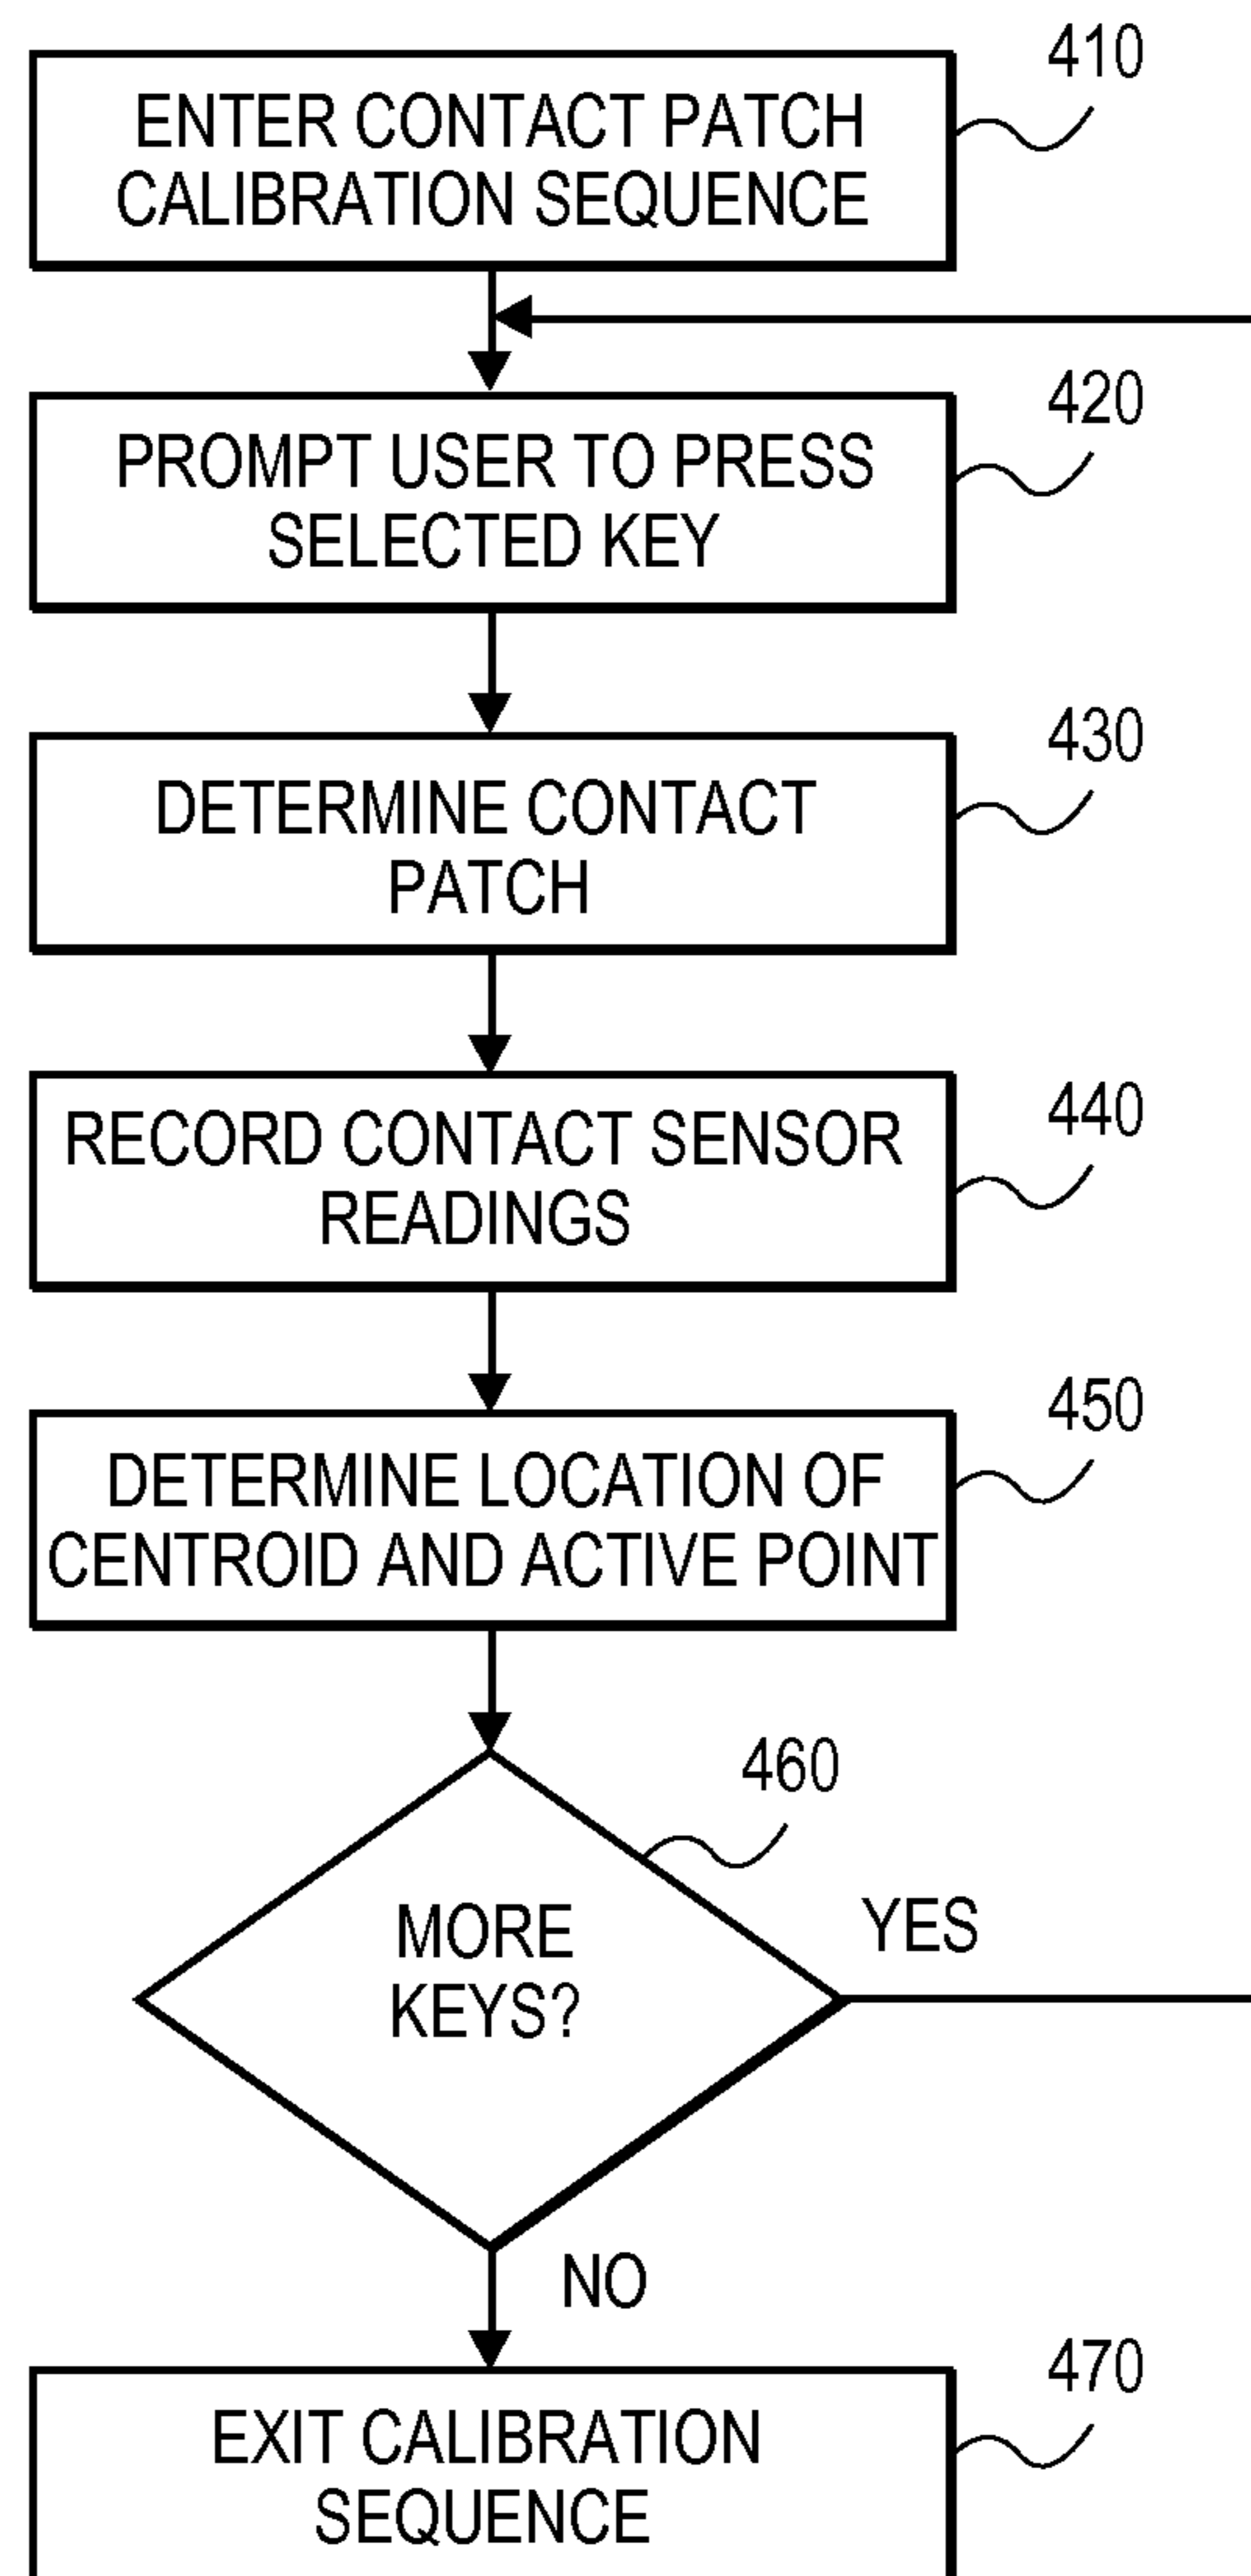 410
ENTER CONTACT PATCH
CALIBRATION SEQUENCE
420
PROMPT USER TO PRESS
SELECTED KEY
430
DETERMINE CONTACT
PATCH
440
RECORD CONTACT SENSOR
READINGS
450
DETERMINE LOCATION OF
CENTROID AND ACTIVE POINT
460
MORE
KEYS?
YES
NO
470
EXIT CALIBRATION
SEQUENCE